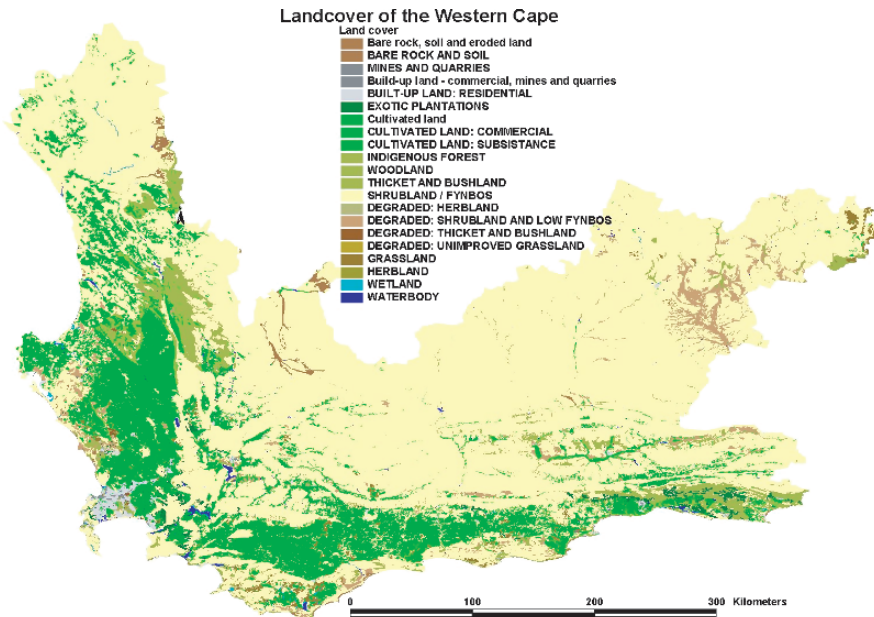 Landcover of the Western Cape
Land cover
Bare rock, soil and eroded land
BARE ROCK AND SOIL
MINES AND QUARRIES
Build-up land - commercial, mines and quarries
BUILT-UP LAND: RESIDENTIAL
EXOTIC PLANTATIONS
Cultivated land
CULTIVATED LAND: COMMERCIAL
CULTIVATED LAND: SUBSISTANCE
INDIGENOUS FOREST
WOODLAND
THICKET AND BUSHLAND
SHRUBLAND / FYNBOS
DEGRADED: HERBLAND
DEGRADED: SHRUBLAND AND LOW FYNBOS
DEGRADED: THICKET AND BUSHLAND
DEGRADED: UNIMPROVED GRASSLAND
GRASSLAND
HERBLAND
WETLAND
WATERBODY
0 100 200 300 Kilometers